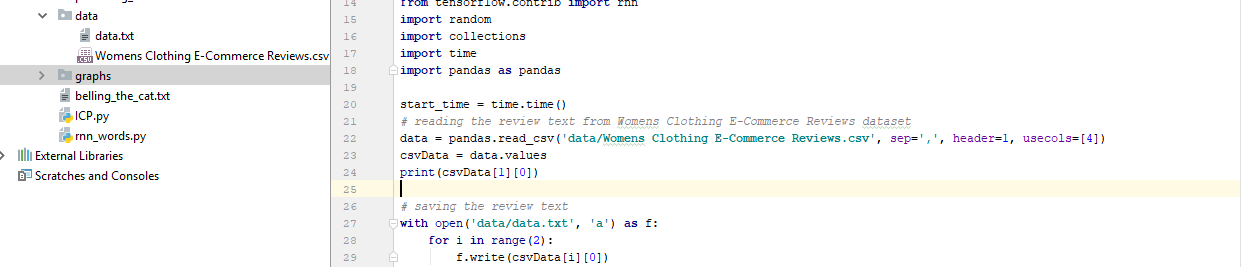 data
data.txt
Womens Clothing E-Commerce Reviews.csv
graphs
belling_the_cat.txt
ICP.py
rnn_words.py
External Libraries
Scratches and Consoles
14 from tensorflow.contrib import rnn
15 import random
16 import collections
17 import time
18 import pandas as pandas
19
20 start_time = time.time()
21 # reading the review text from Womens Clothing E-Commerce Reviews dataset
22 data = pandas.read_csv('data/Womens Clothing E-Commerce Reviews.csv', sep=',', header=1, usecols=[4])
23 csvData = data.values
24 print(csvData[1][0])
25
26 # saving the review text
27 with open('data/data.txt', 'a') as f:
28 for i in range(2):
29 f.write(csvData[i][0])